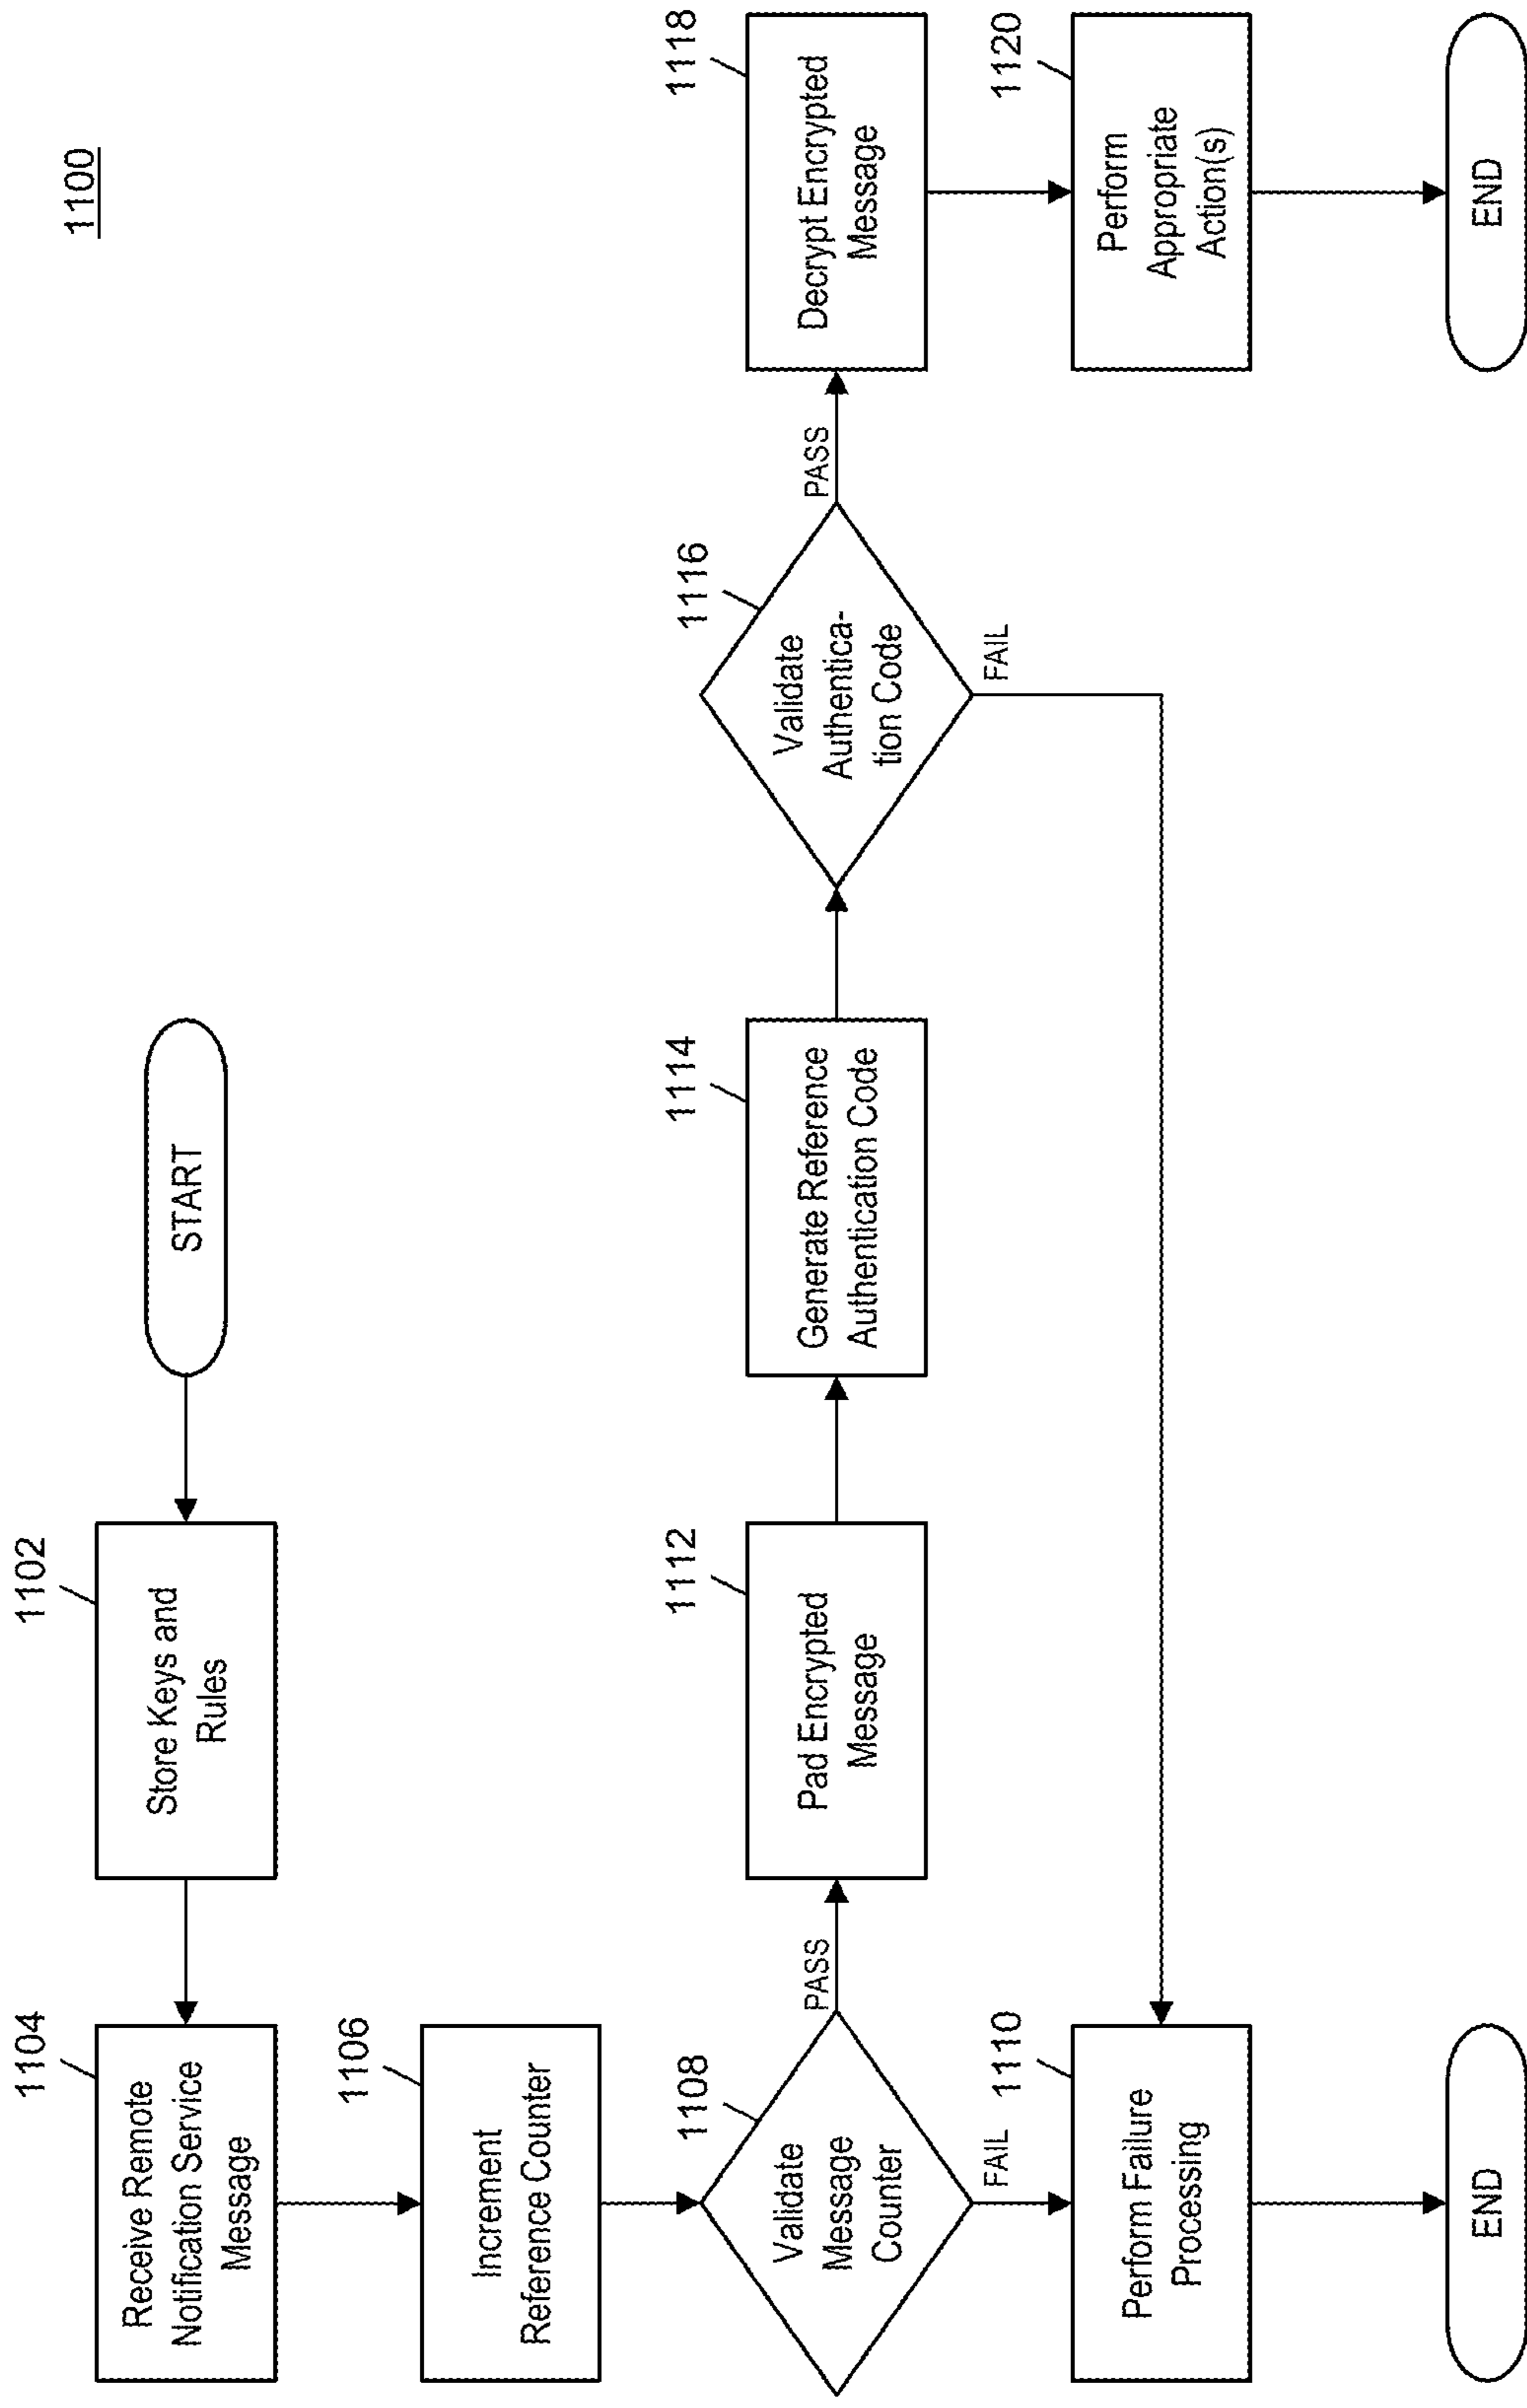 1100
START
1102
Store Keys and
Rules
1104
Receive Remote
Notification Service
Message
1106
Increment
Reference Counter
1108
Validate
Message
Counter
PASS
FAIL
1110
Perform Failure
Processing
END
1112
Pad Encrypted
Message
1114
Generate Reference
Authentication Code
1116
Validate
Authentica-
tion Code
PASS
FAIL
1118
Decrypt Encrypted
Message
1120
Perform
Appropriate
Action(s)
END